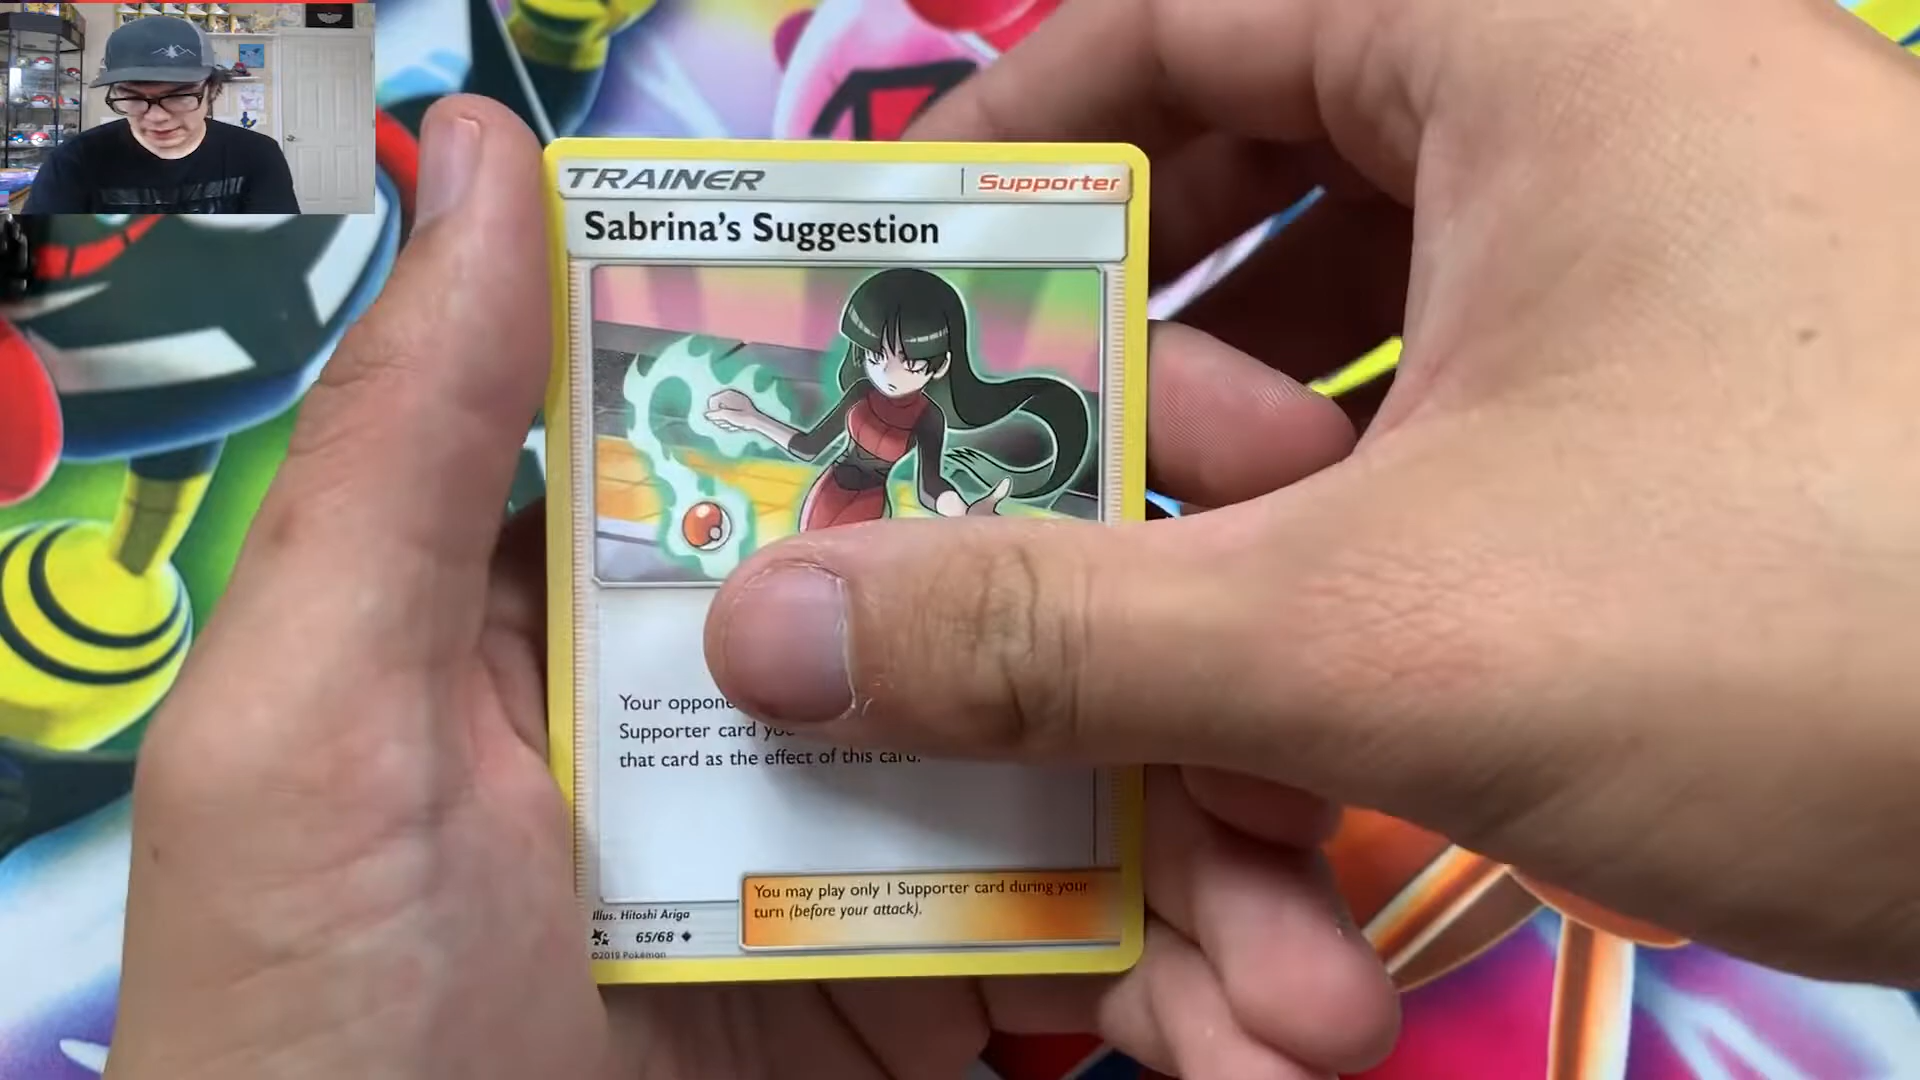 TRAINER
Supporter
Sabrina's Suggestion
Your
Supporter card
that card as the effect of this card.
You may play only 1 Supporter card during your
turn (before your attack).
Illus. Hitoshi Ariga
65/68
©2019 Pokémon